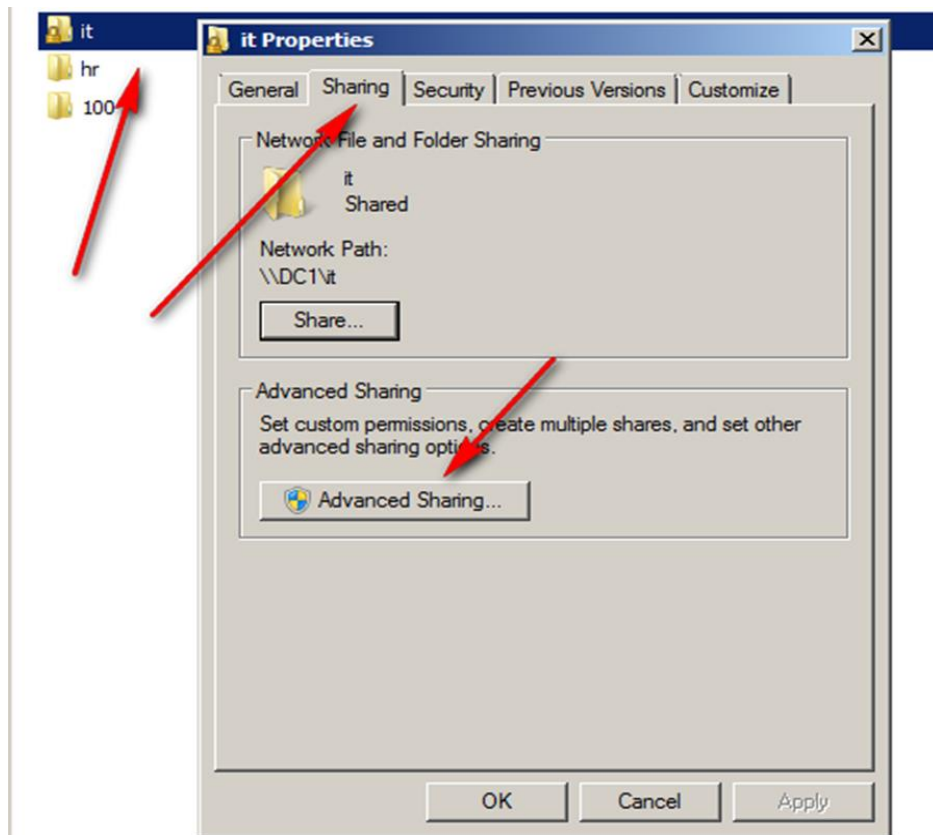 it
hr
100
it Properties
General Sharing Security Previous Versions Customize
Network File and Folder Sharing
it
Shared
Network Path:
\\DC1\it
Share...
Advanced Sharing
Set custom permissions, create multiple shares, and set other
advanced sharing options.
Advanced Sharing...
OK Cancel Apply